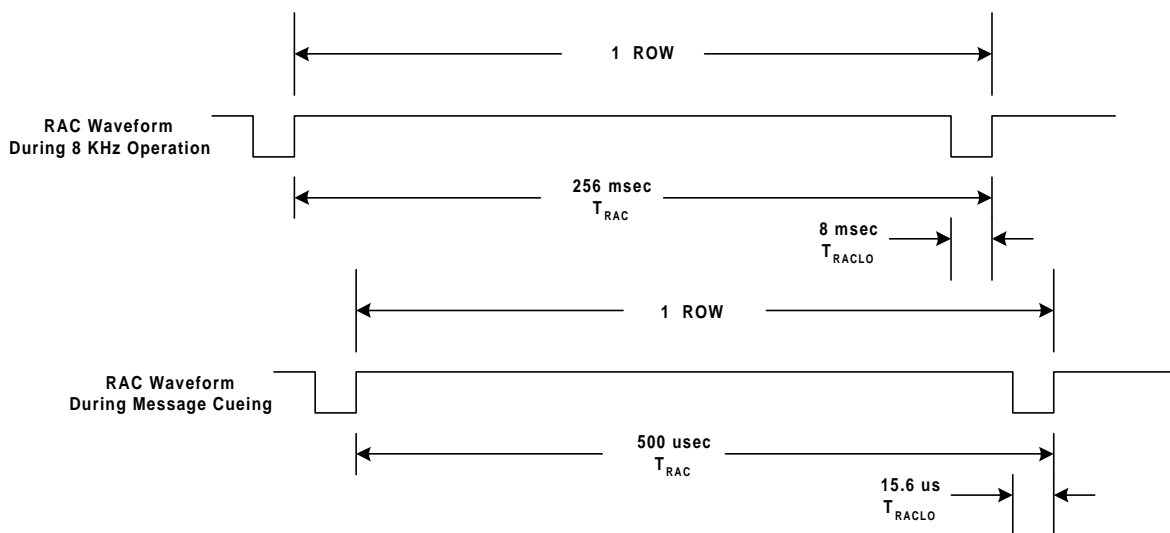 1 ROW
RAC Waveform
During 8 KHz Operation
256 msec
TRAC
8 msec
TRACLO
1 ROW
RAC Waveform
During Message Cueing
500 usec
TRAC
15.6 us
TRACLO